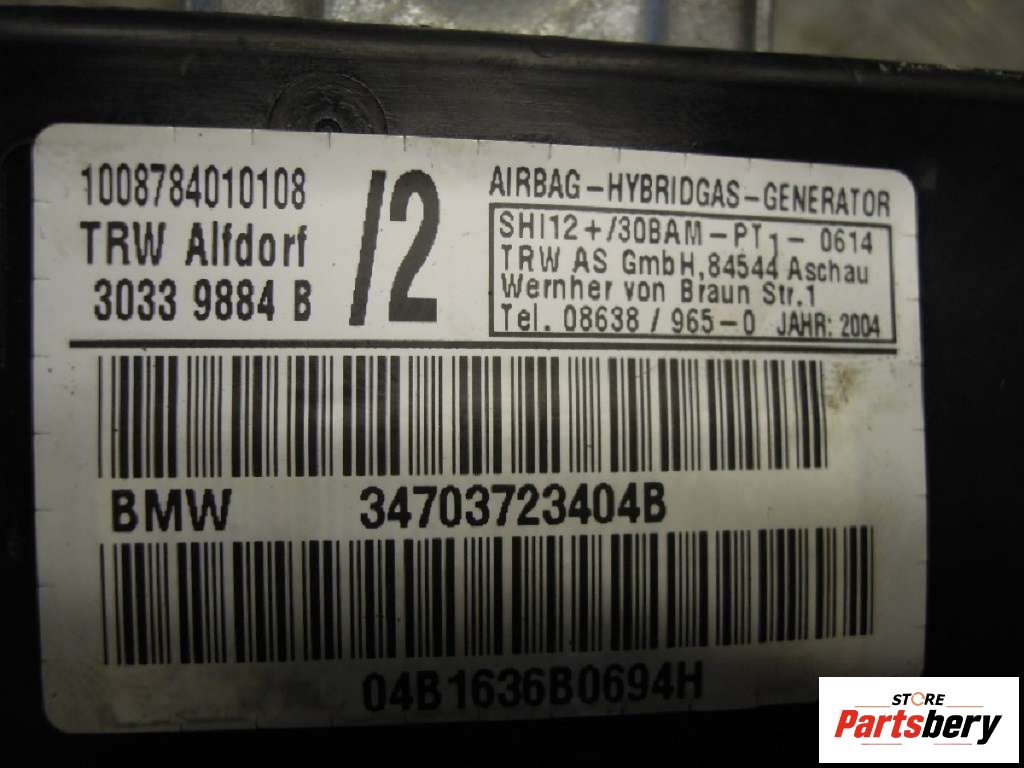 1008784010108
TRW Alfdorf
3033 9884 B
/2
AIRBAG-HYBRIDGAS-GENERATOR
SHI12+/30BAM-PT1-0614
TRW AS GmbH,84544 Aschau
Wernher von Braun Str.1
Tel. 08638 / 965-0 JAHR: 2004
BMW 34703723404B
04B1636B0694H
STORE
Partsbery